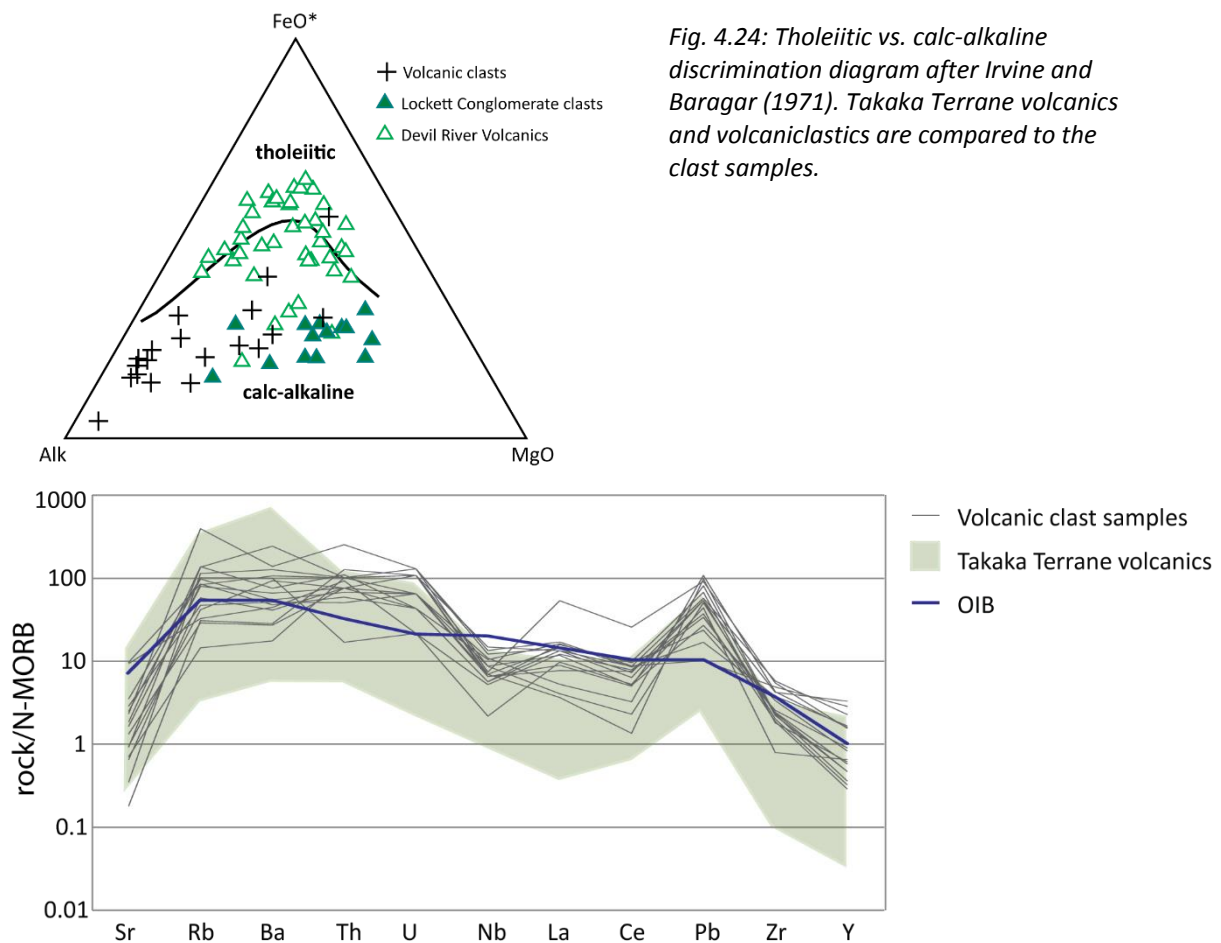 FeO*
Volcanic clasts
Lockett Conglomerate clasts
Devil River Volcanics
tholeiitic
calc-alkaline
Alk
MgO
Fig. 4.24: Tholeiitic vs. calc-alkaline
discrimination diagram after Irvine and
Baragar (1971). Takaka Terrane volcanics
and volcaniclastics are compared to the
clast samples.
1000
100
10
1
0.1
0.01
rock/N-MORB
Sr Rb Ba Th U Nb La Ce Pb Zr Y
Volcanic clast samples
Takaka Terrane volcanics
OIB